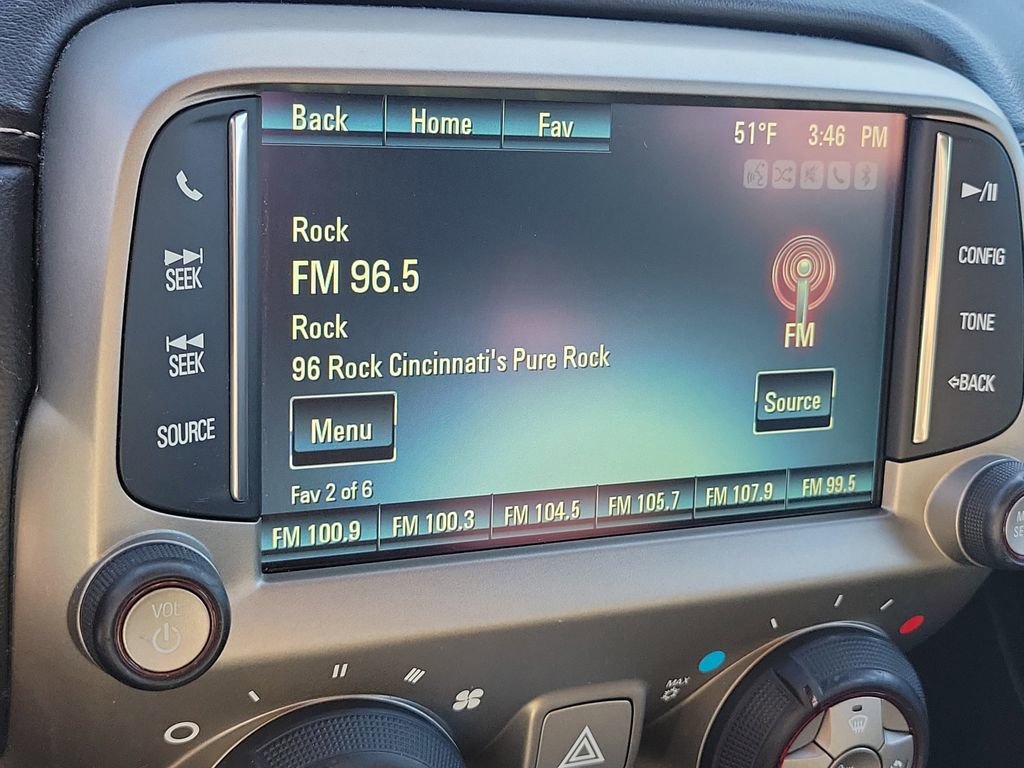 Back Home Fav 51°F 3:46 PM
SEEK
SEEK
SOURCE
Rock
FM 96.5
Rock
96 Rock Cincinnati's Pure Rock
FM
Menu
Source
Fav 2 of 6
FM 100.9 FM 100.3 FM 104.5 FM 105.7 FM 107.9 FM 99.5
CONFIG
TONE
BACK
VOL
MAX